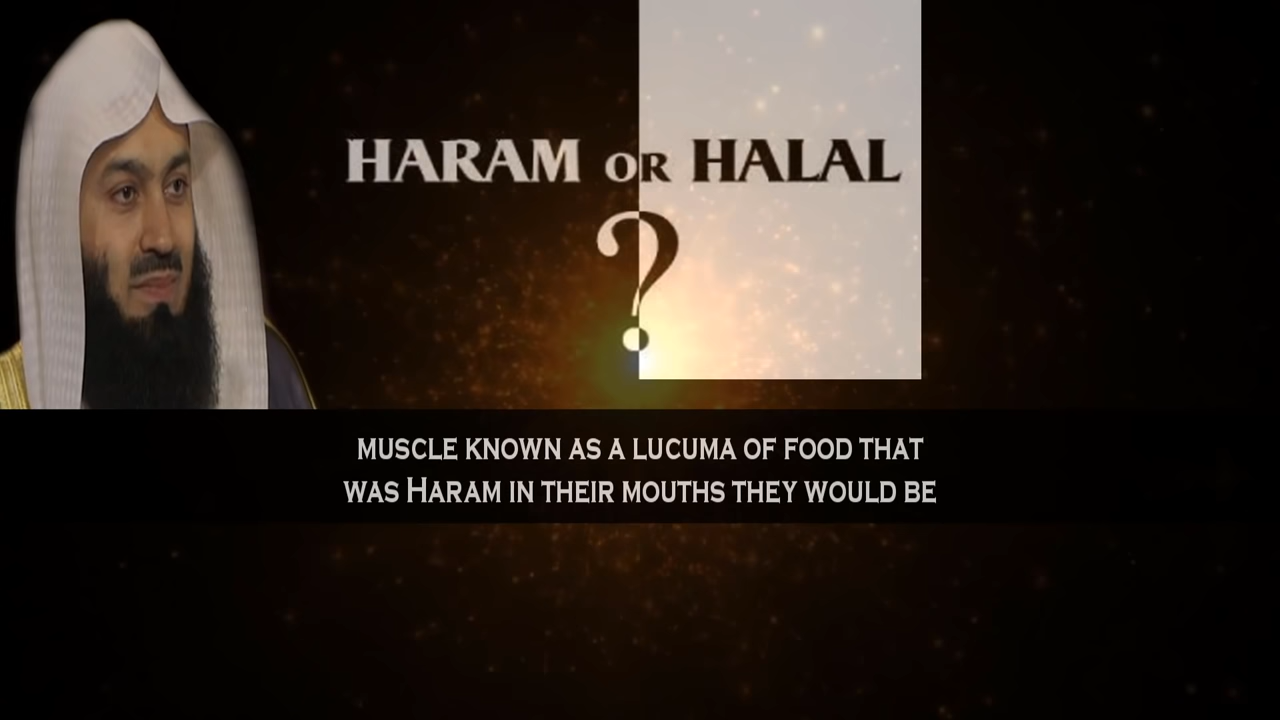 HARAM OR HALAL
?
MUSCLE KNOWN AS A LUCUMA OF FOOD THAT
WAS HARAM IN THEIR MOUTHS THEY WOULD BE